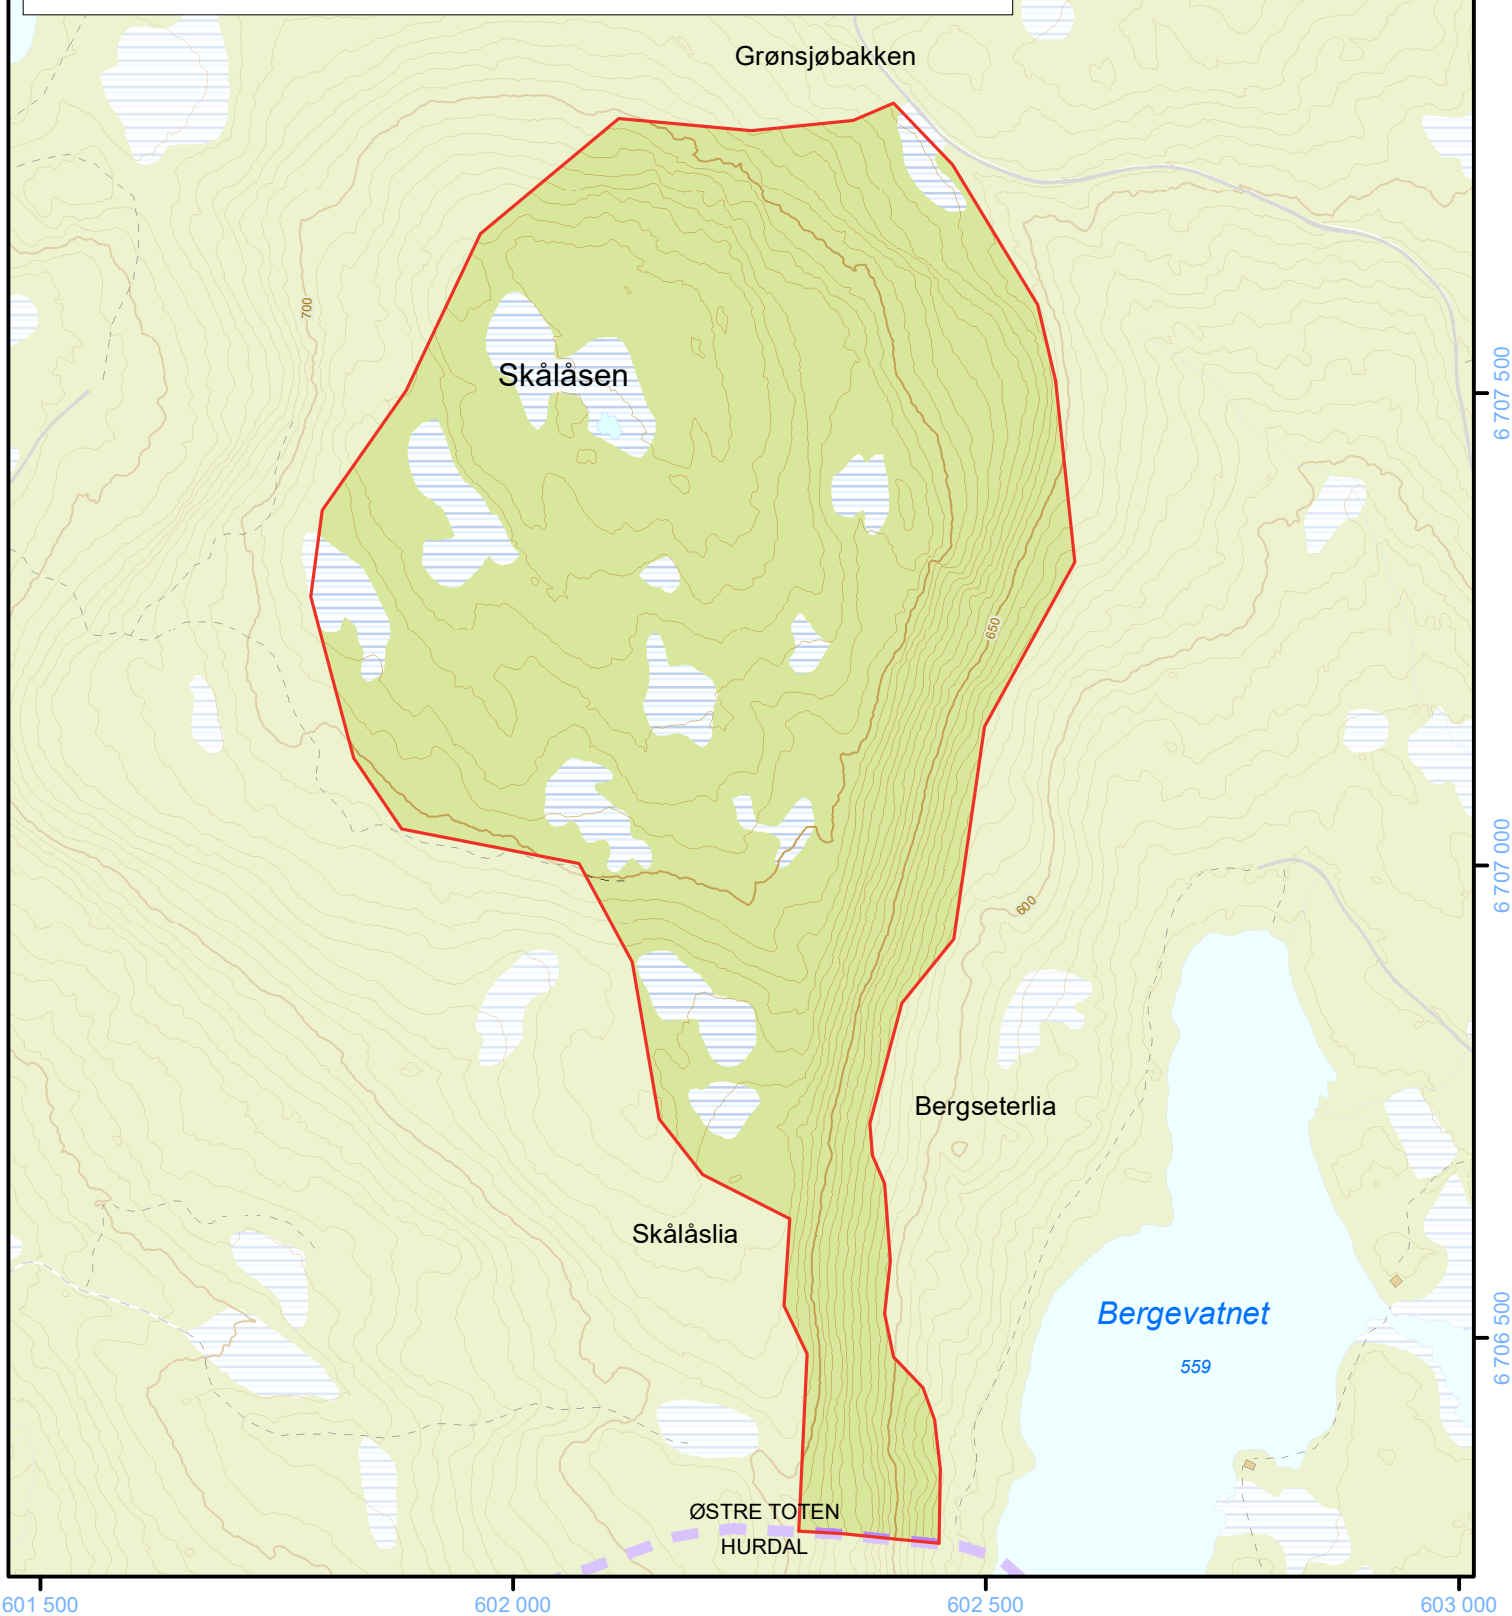 Grønsjøbakken
700
Skålåsen
6 707 500
650
6 707 000
600
Bergseterlia
Skålåslia
Bergevatnet
559
6 706 500
ØSTRE TOTEN
HURDAL
601 500
602 000
602 500
603 000